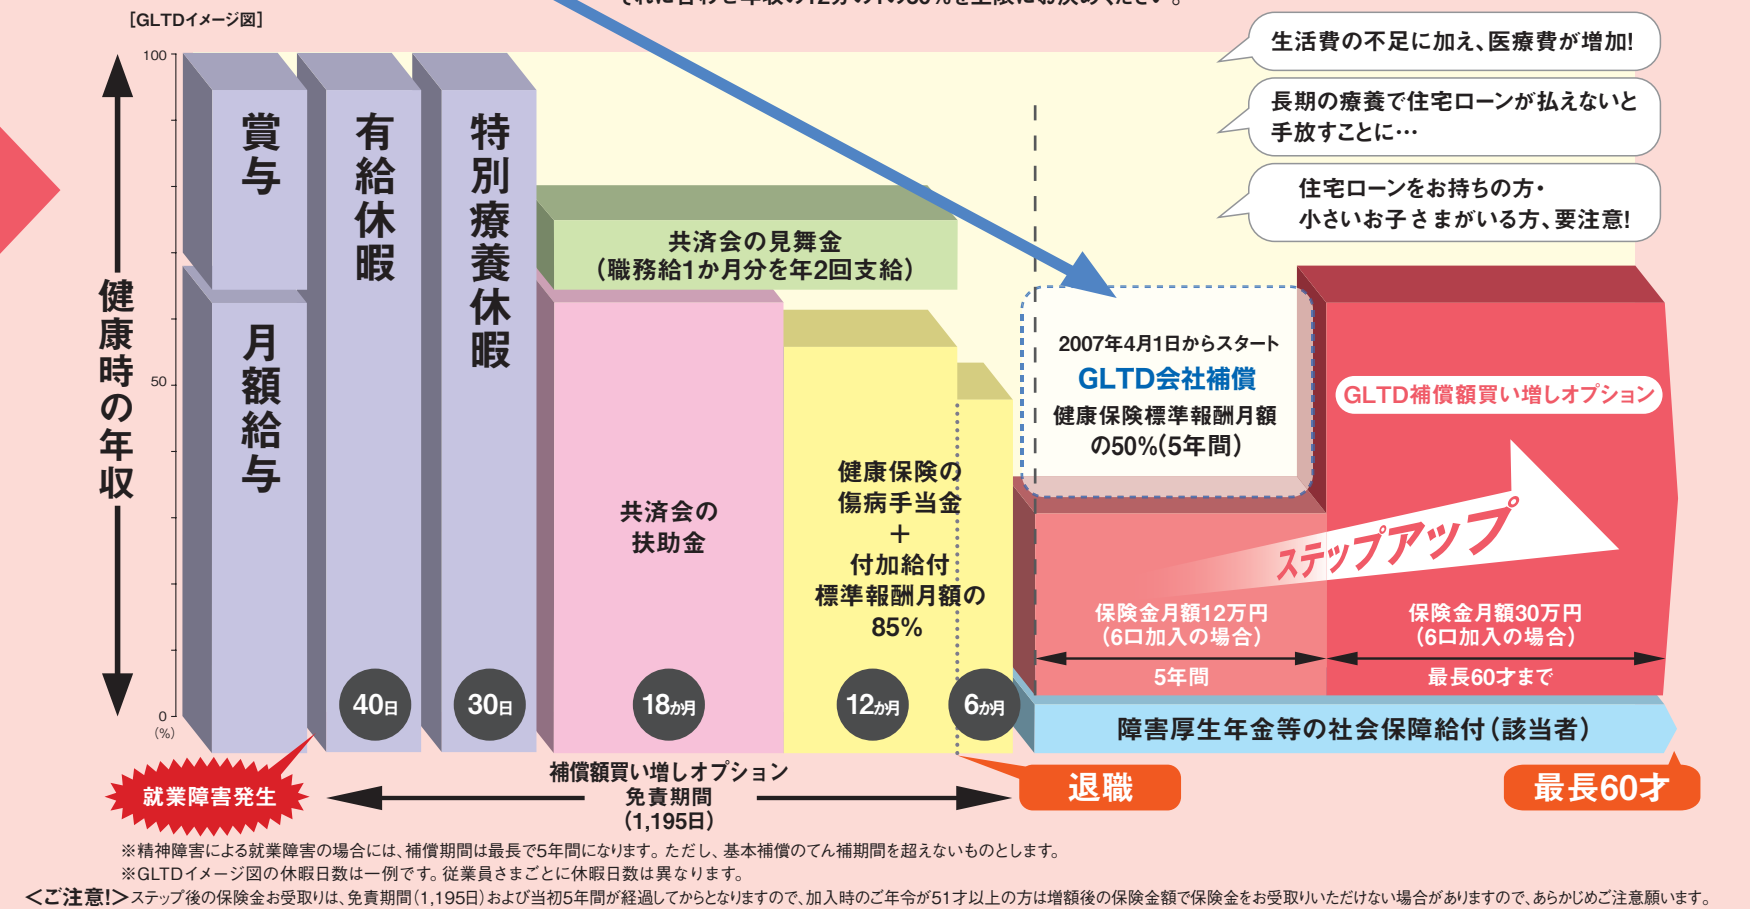 それに合わせ年収の12分の1の
を上限にお決めください。
[GLTDイメージ図]
生活費の不足に加え、医療費が増加!
長期の療養で住宅ローンが払えないと
手放すことに…
住宅ローンをお持ちの方・
小さいお子さまがいる方、要注意!
100
50
0
(%)
健康時の年収
賞与
月額給与
有給休暇
40日
特別療養休暇
30日
共済会の見舞金
(職務給1か月分を年2回支給)
共済会の
扶助金
18か月
健康保険の
傷病手当金
+
付加給付
標準報酬月額の
85%
12か月
6か月
2007年4月1日からスタート
GLTD会社補償
健康保険標準報酬月額
の50%(5年間)
GLTD補償額買い増しオプション
ステップアップ
保険金月額12万円
(6口加入の場合)
5年間
保険金月額30万円
(6口加入の場合)
最長60才まで
障害厚生年金等の社会保障給付(該当者)
就業障害発生
補償額買い増しオプション
免責期間
(1,195日)
退職
最長60才
※精神障害による就業障害の場合には、補償期間は最長で5年間になります。ただし、基本補償のてん補期間を超えないものとします。
※GLTDイメージ図の休暇日数は一例です。従業員さまごとに休暇日数は異なります。
<ご注意!>ステップ後の保険金お受取りは、免責期間(1,195日)および当初5年間が経過してからとなりますので、加入時のご年令が51才以上の方は増額後の保険金額で保険金をお受取りいただけない場合がありますので、あらかじめご注意願います。